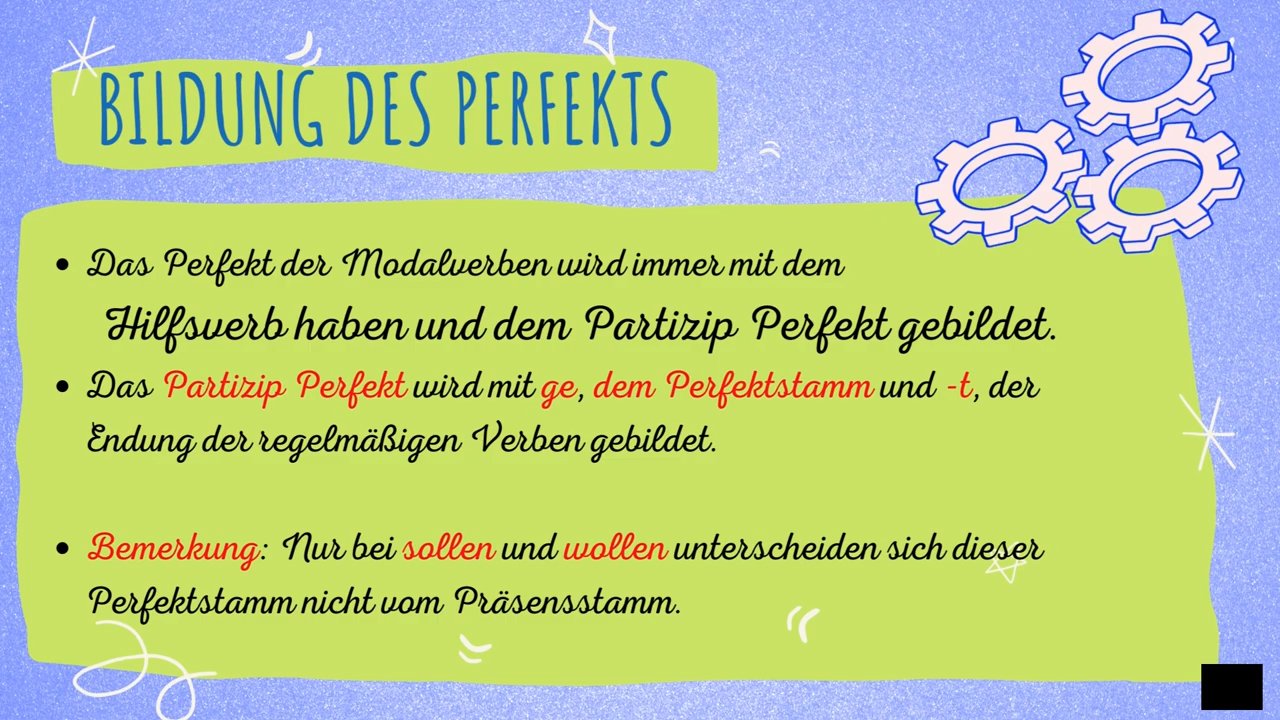 BILDUNG DES PERFEKTS
• Das Perfekt der Modalverben wird immer mit dem
Hilfsverb haben und dem Partizip Perfekt gebildet.
• Das Partizip Perfekt wird mit ge, dem Perfektstamm und -t, der
Endung der regelmäßigen Verben gebildet.
• Bemerkung: Nur bei sollen und wollen unterscheiden sich dieser
Perfektstamm nicht vom Präsensstamm.